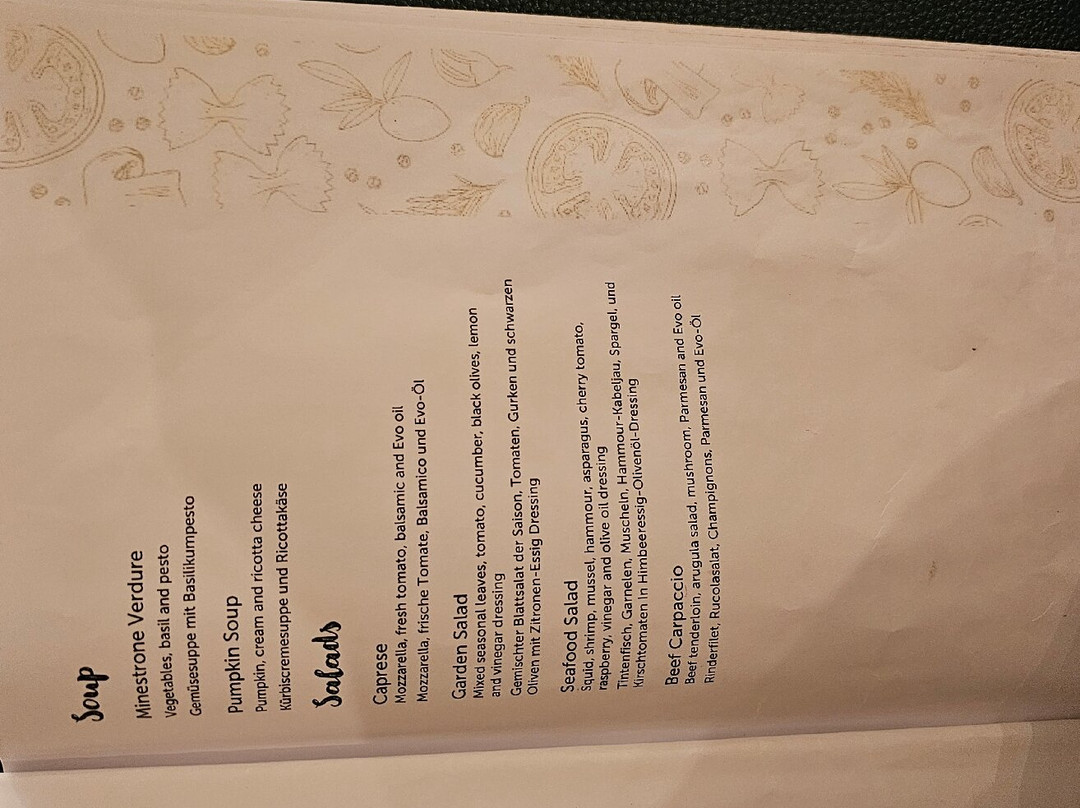 Soup
Minestrone Verdure
Vegetables, basil and pesto
Gemüsesuppe mit Basilikumpesto
Pumpkin Soup
Pumpkin, cream and ricotta cheese
Kürbiscremesuppe und Ricottakäse
Salads
Caprese
Mozzarella, fresh tomato, balsamic and Evo oil
Mozzarella, frische Tomate, Balsamico und Evo-Öl
Garden Salad
Mixed seasonal leaves, tomato, cucumber, black olives, lemon
and vinegar dressing
Gemischter Blattsalat der Saison, Tomaten, Gurken und schwarzen
Oliven mit Zitronen-Essig Dressing
Seafood Salad
Squid, shrimp, mussel, hammour, asparagus, cherry tomato,
raspberry, vinegar and olive oil dressing
Tintenfisch, Garnelen, Muscheln, Hammour-Kabeljau, Spargel, und
Kirschtomaten In Himbeeressig-Olivenöl-Dressing
Beef Carpaccio
Beef tenderloin, arugula salad, mushroom, Parmesan and Evo oil
Rinderfilet, Rucolasalat, Champignons, Parmesan und Evo-Öl